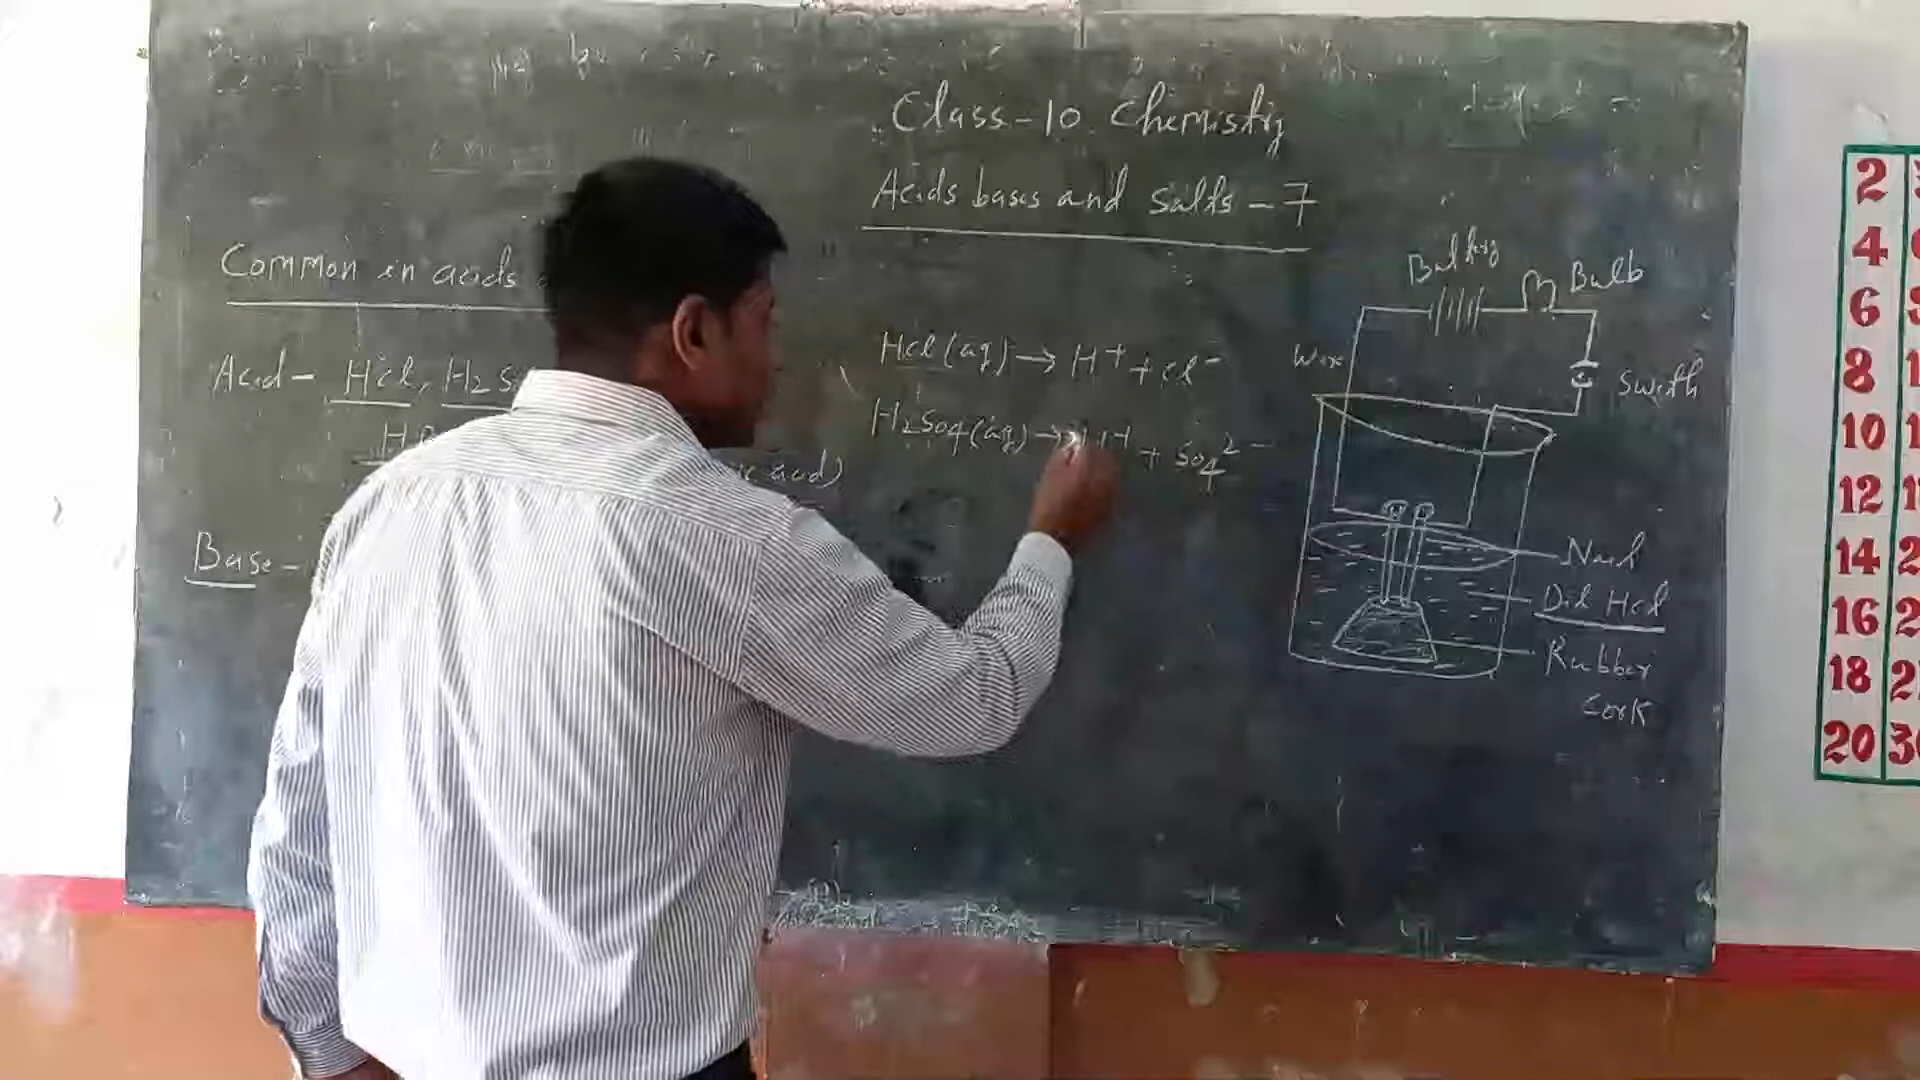 Class-10 Chemistry
Acids bases and salts - 7
Common in acids
Acid - Hcl, H2 S
acid)
Base -
Hcl(aq) → H+ + cl-
H2So4(aq) → + So4 2-
Battery
Bulb
Wire
Switch
Nail
Dil Hcl
Rubber
Cork
2
4
6
8
10
12
14
16
18
20